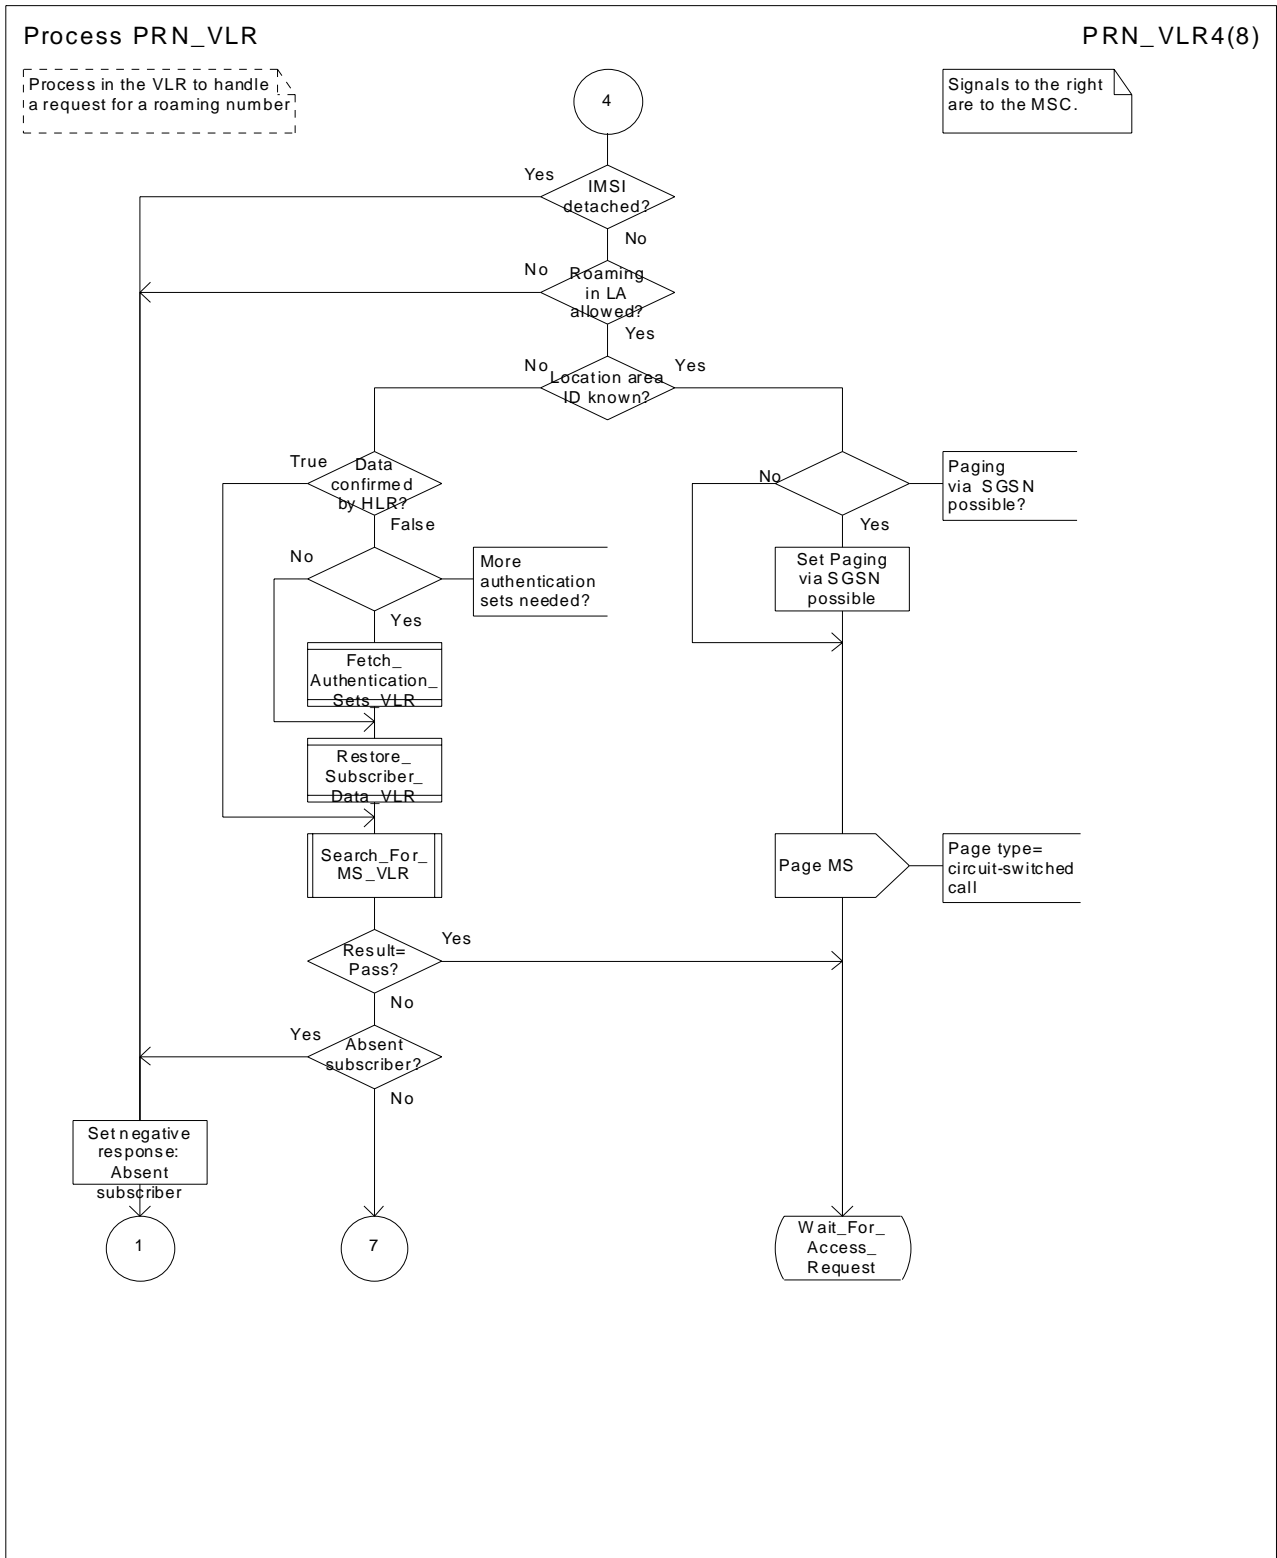 Process PRN_VLR
PRN_VLR4(8)
Process in the VLR to handle
a request for a roaming number
4
Signals to the right
are to the MSC.
Yes
IMSI
detached?
No
No
Roaming
in LA
allowed?
Yes
No
Location area
ID known?
Yes
True
Data
confirmed
by HLR?
False
No
Paging
via SGSN
possible?
Yes
No
More
authentication
sets needed?
Yes
Set Paging
via SGSN
possible
Fetch_
Authentication_
Sets_VLR
Restore_
Subscriber_
Data_VLR
Search_For_
MS_VLR
Page MS
Page type=
circuit-switched
call
Result=
Pass?
Yes
No
Yes
Absent
subscriber?
No
Set negative
response:
Absent
subscriber
1
7
Wait_For_
Access_
Request